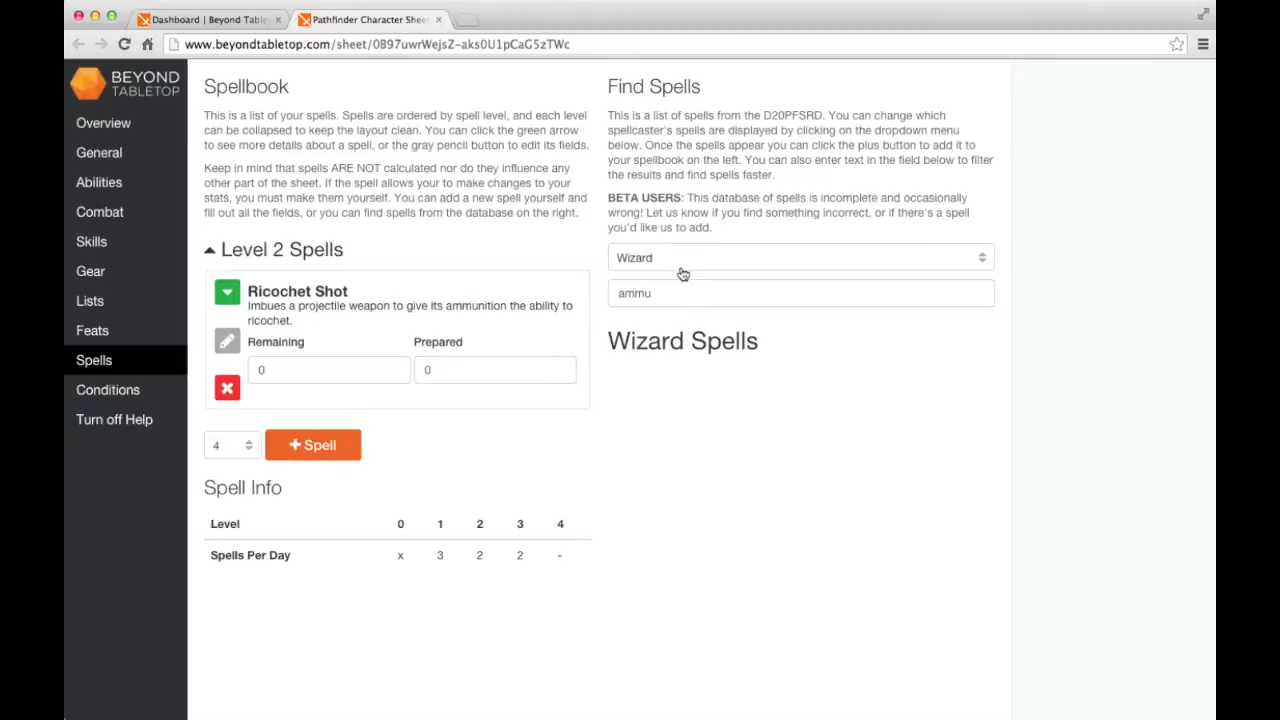 Dashboard | Beyond Table
Pathfinder Character Shee
www.beyondtabletop.com/sheet/0B97uwrWejsZ-aks0U1pCaG5zTWc
BEYOND
TABLETOP
Overview
General
Abilities
Combat
Skills
Gear
Lists
Feats
Spells
Conditions
Turn off Help
Spellbook
This is a list of your spells. Spells are ordered by spell level, and each level
can be collapsed to keep the layout clean. You can click the green arrow
to see more details about a spell, or the gray pencil button to edit its fields.
Keep in mind that spells ARE NOT calculated nor do they influence any
other part of the sheet. If the spell allows your to make changes to your
stats, you must make them yourself. You can add a new spell yourself and
fill out all the fields, or you can find spells from the database on the right.
Level 2 Spells
Ricochet Shot
Imbues a projectile weapon to give its ammunition the ability to
ricochet.
Remaining Prepared
0 0
4 Spell
Spell Info
Level 0 1 2 3 4
Spells Per Day x 3 2 2 -
Find Spells
This is a list of spells from the D20PFSRD. You can change which
spellcaster's spells are displayed by clicking on the dropdown menu
below. Once the spells appear you can click the plus button to add it to
your spellbook on the left. You can also enter text in the field below to filter
the results and find spells faster.
BETA USERS: This database of spells is incomplete and occasionally
wrong! Let us know if you find something incorrect, or if there's a spell
you'd like us to add.
Wizard
ammu
Wizard Spells